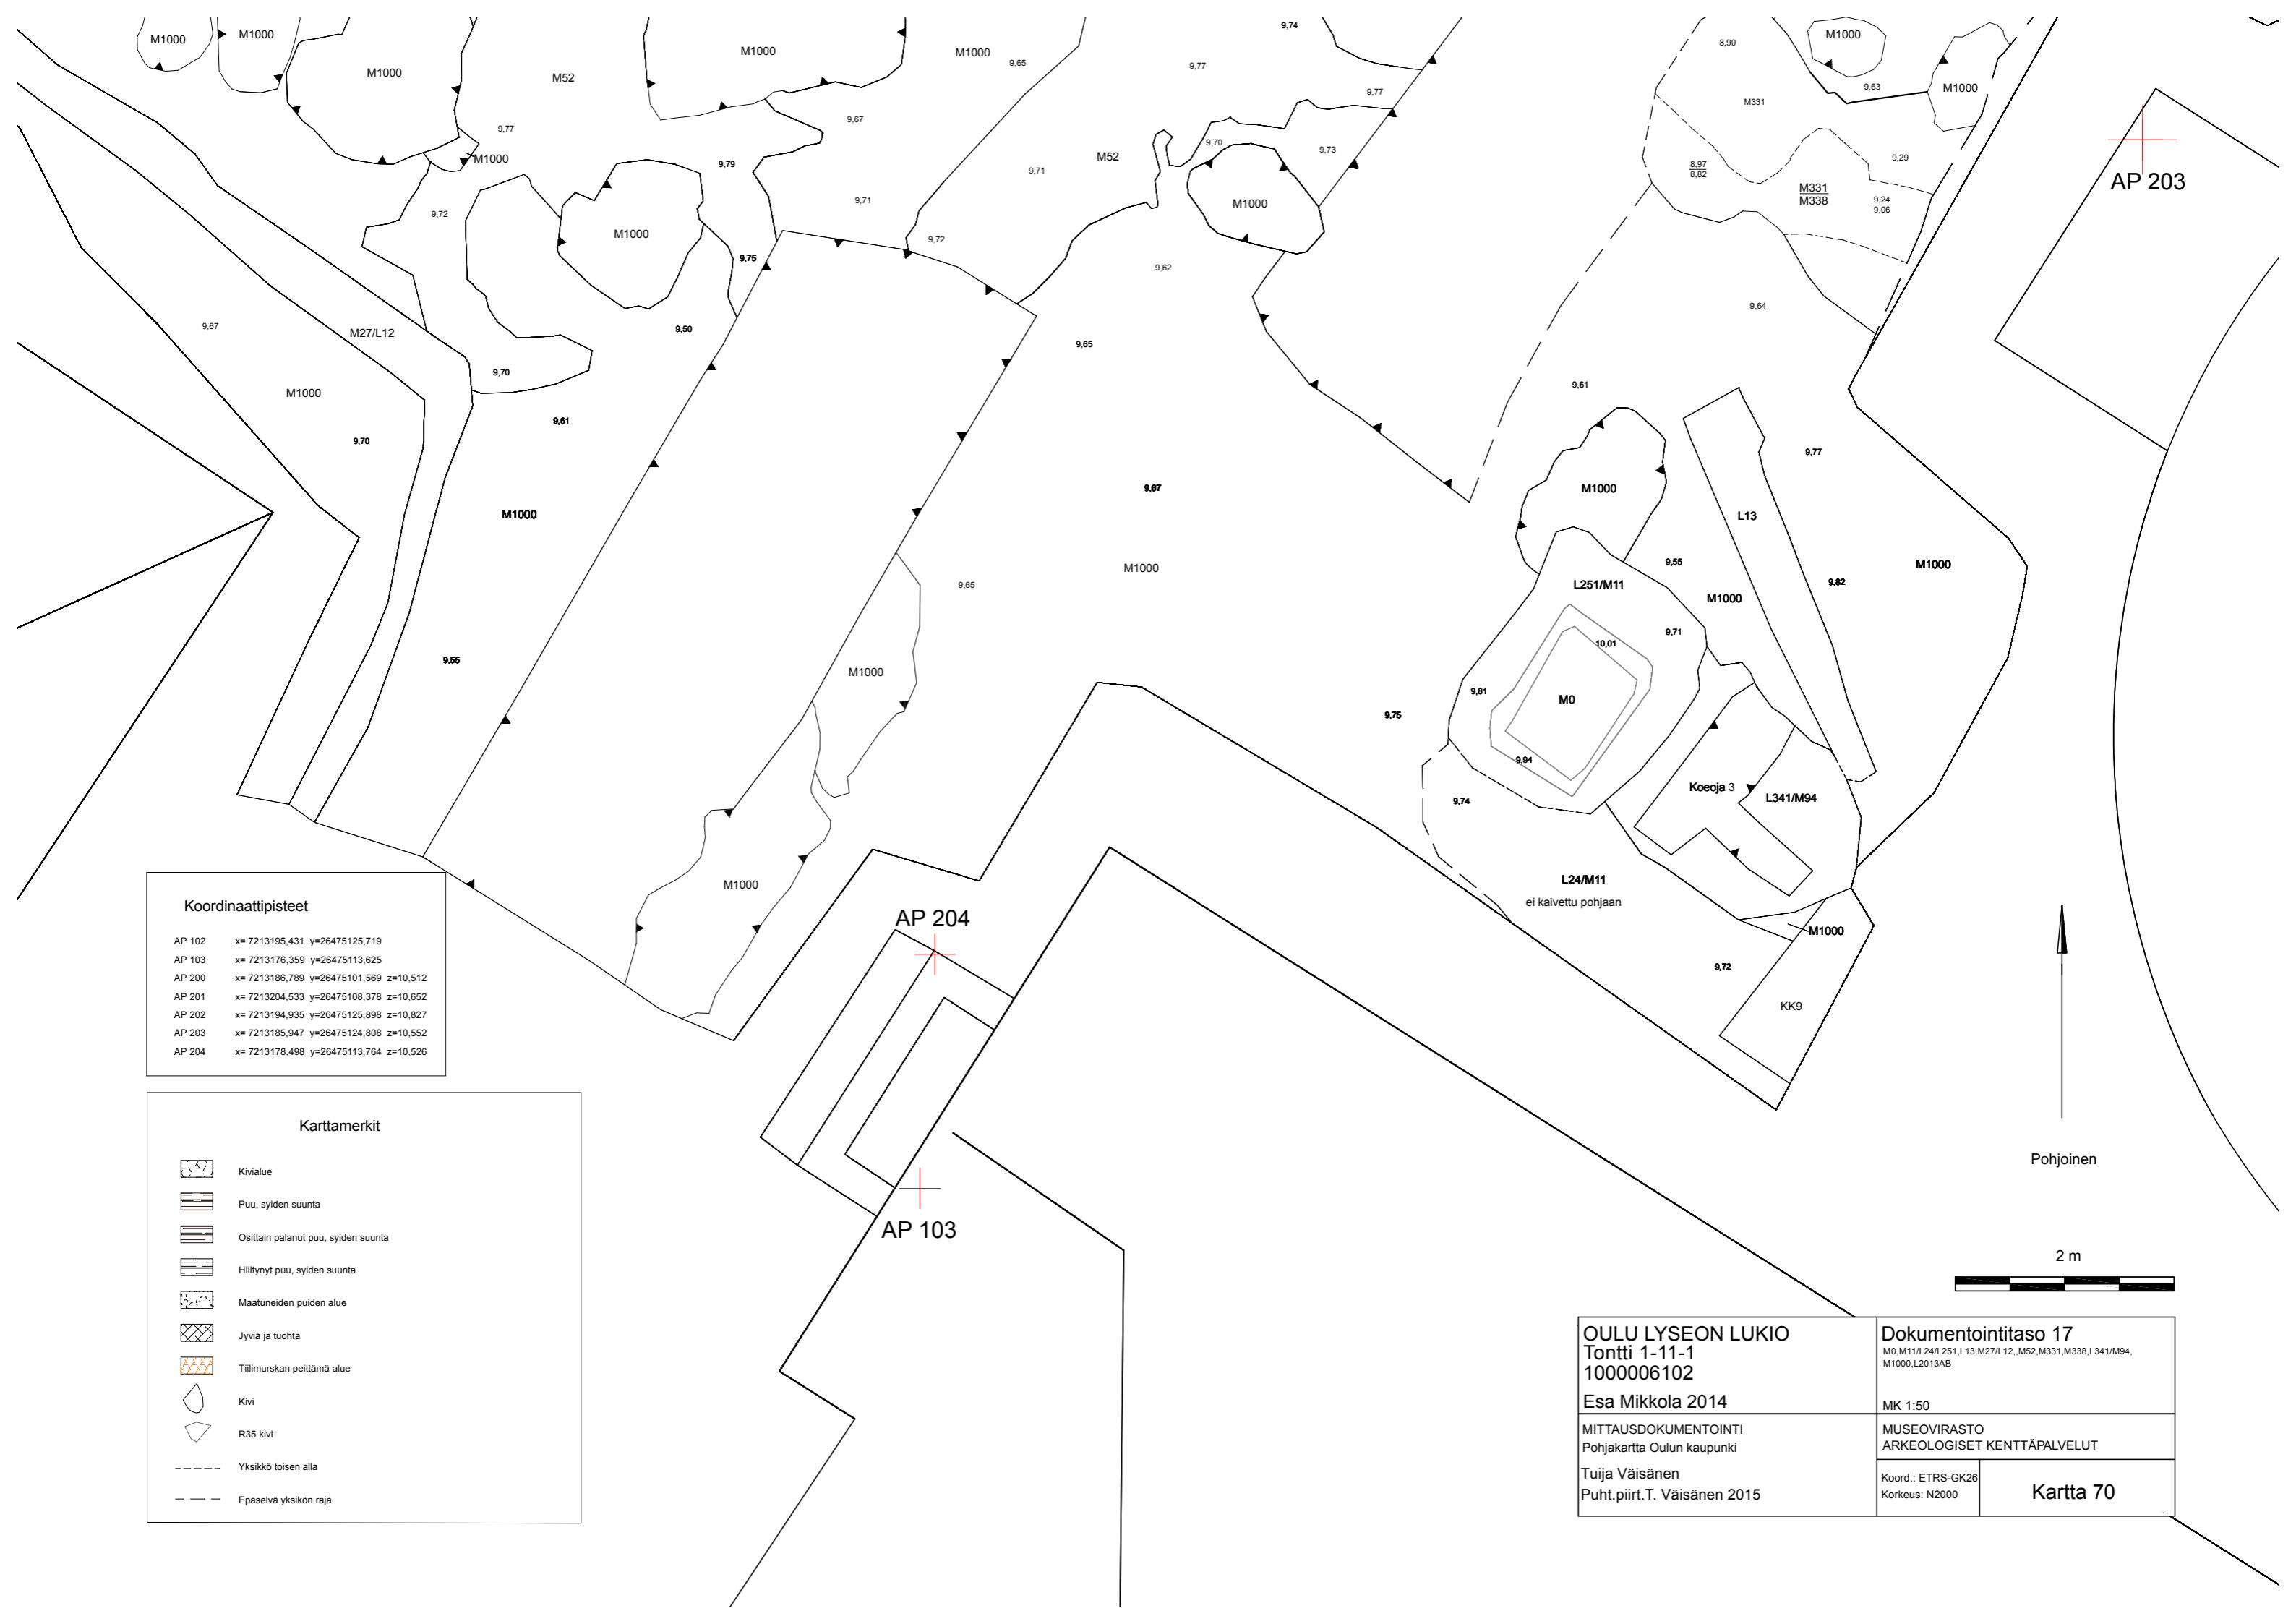 M1000
M1000
M1000
M52
M1000
M1000
9,65
9,74
9,77
9,77
8,90
M1000
9,63
M1000
M331
9,77
M1000
9,67
9,79
M52
9,70
9,73
9,71
8,97
8,82
9,29
M331
M338
9,24
9,06
AP 203
9,72
M1000
9,71
M1000
9,72
9,75
9,62
9,64
9,67
M27/L12
9,50
9,65
9,70
9,61
M1000
9,61
9,70
9,77
M1000
9,67
M1000
L13
9,65
M1000
L251/M11
9,55
M1000
9,82
M1000
9,55
M1000
9,71
10,01
9,81
M0
9,75
9,94
9,74
Koeoja 3
L341/M94
M1000
L24/M11
ei kaivettu pohjaan
M1000
9,72
KK9
AP 204
AP 103
Koordinaattipisteet
AP 102 x= 7213195,431 y=26475125,719
AP 103 x= 7213176,359 y=26475113,625
AP 200 x= 7213186,789 y=26475101,569 z=10,512
AP 201 x= 7213204,533 y=26475108,378 z=10,652
AP 202 x= 7213194,935 y=26475125,898 z=10,827
AP 203 x= 7213185,947 y=26475124,808 z=10,552
AP 204 x= 7213178,498 y=26475113,764 z=10,526
Karttamerkit
Kivialue
Puu, syiden suunta
Osittain palanut puu, syiden suunta
Hiiltynyt puu, syiden suunta
Maatuneiden puiden alue
Jyviä ja tuohta
Tiilimurskan peittämä alue
Kivi
R35 kivi
Yksikkö toisen alla
Epäselvä yksikön raja
Pohjoinen
2 m
OULU LYSEON LUKIO
Tontti 1-11-1
1000006102
Esa Mikkola 2014
Dokumentointitaso 17
M0,M11/L24/L251,L13,M27/L12,,M52,M331,M338,L341/M94,
M1000,L2013AB
MK 1:50
MITTAUSDOKUMENTOINTI
Pohjakartta Oulun kaupunki
Tuija Väisänen
Puht.piirt.T. Väisänen 2015
MUSEOVIRASTO
ARKEOLOGISET KENTTÄPALVELUT
Koord.: ETRS-GK26
Korkeus: N2000
Kartta 70